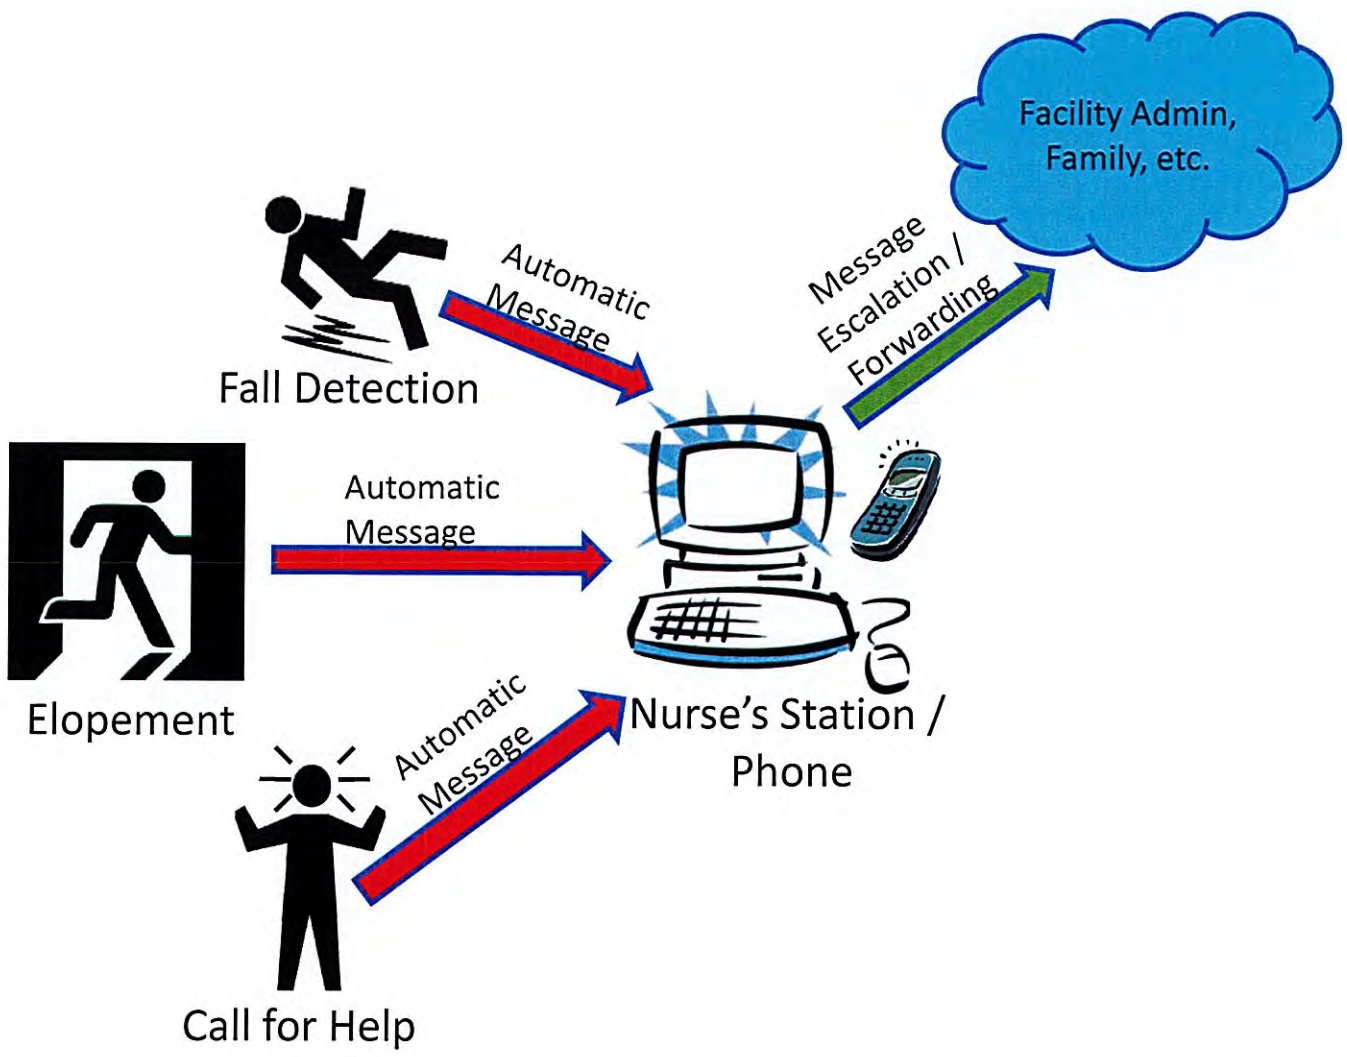 Facility Admin,
Family, etc.
Message
Escalation /
Forwarding
Automatic
Message
Fall Detection
Automatic
Message
Elopement
Automatic
Message
Nurse's Station /
Phone
Call for Help